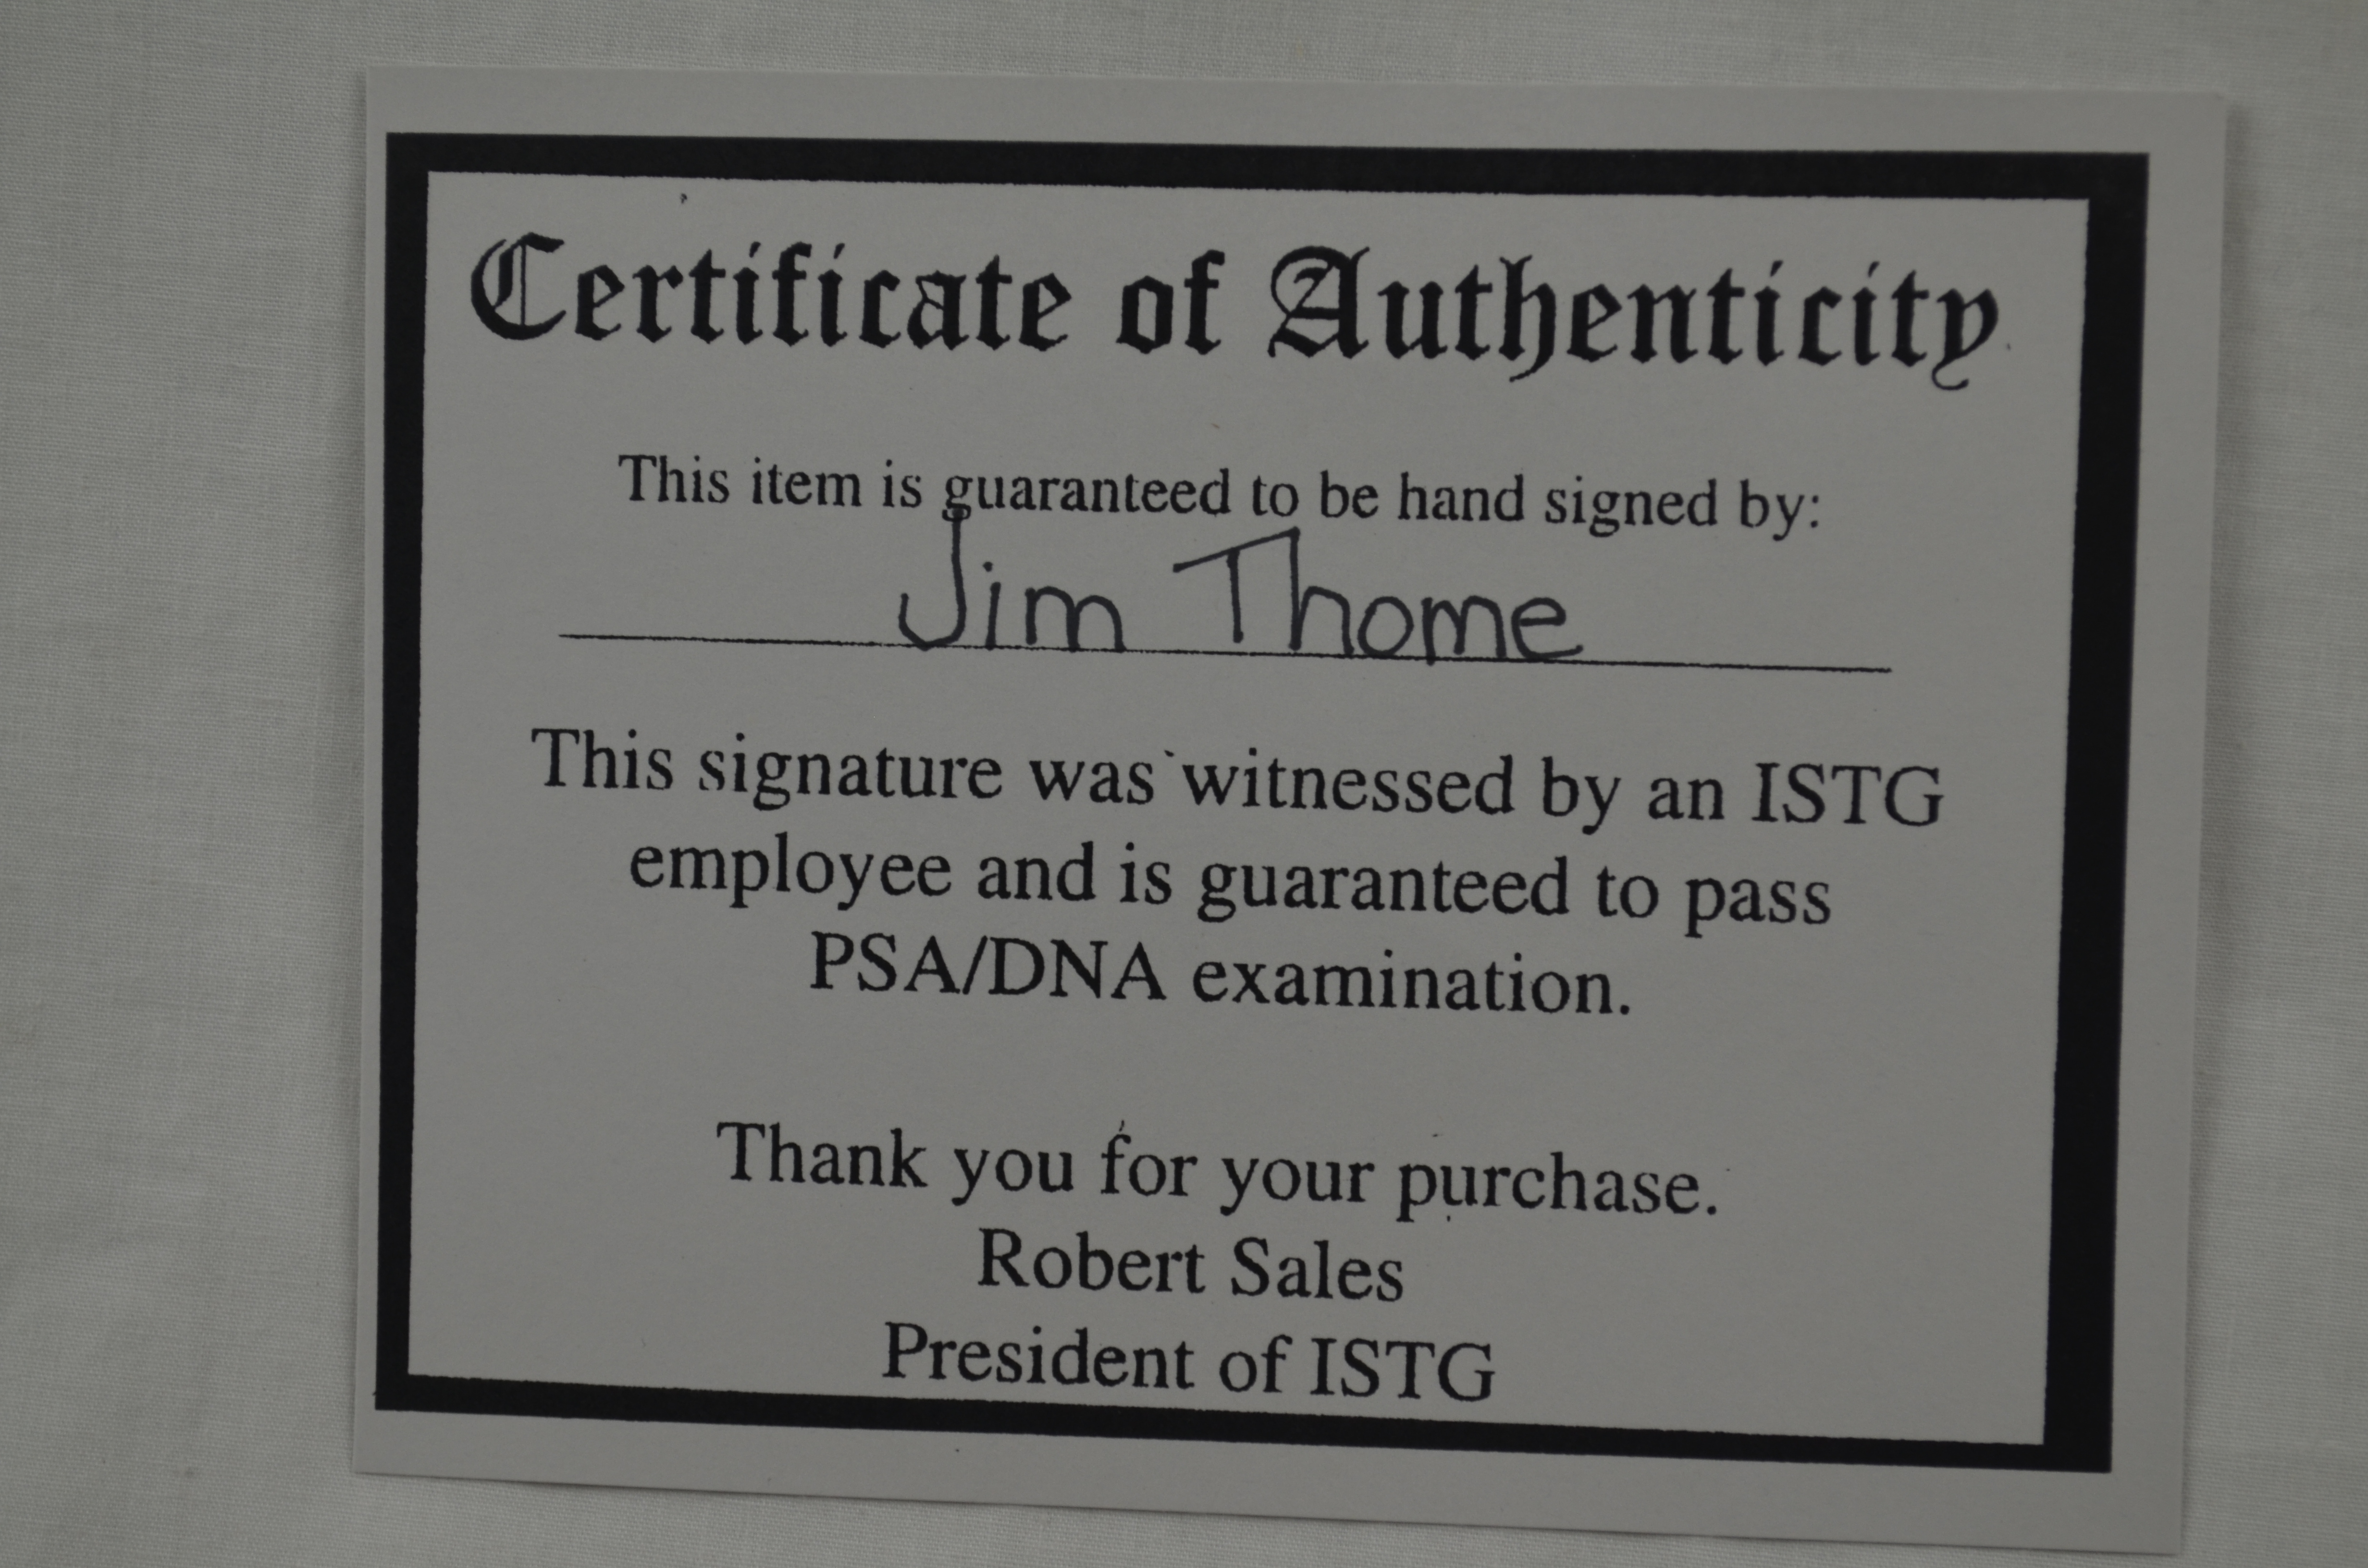 Certificate of Authenticity
This item is guaranteed to be hand signed by:
Jim Thome
This signature was witnessed by an ISTG
employee and is guaranteed to pass
PSA/DNA examination.
Thank you for your purchase.
Robert Sales
President of ISTG